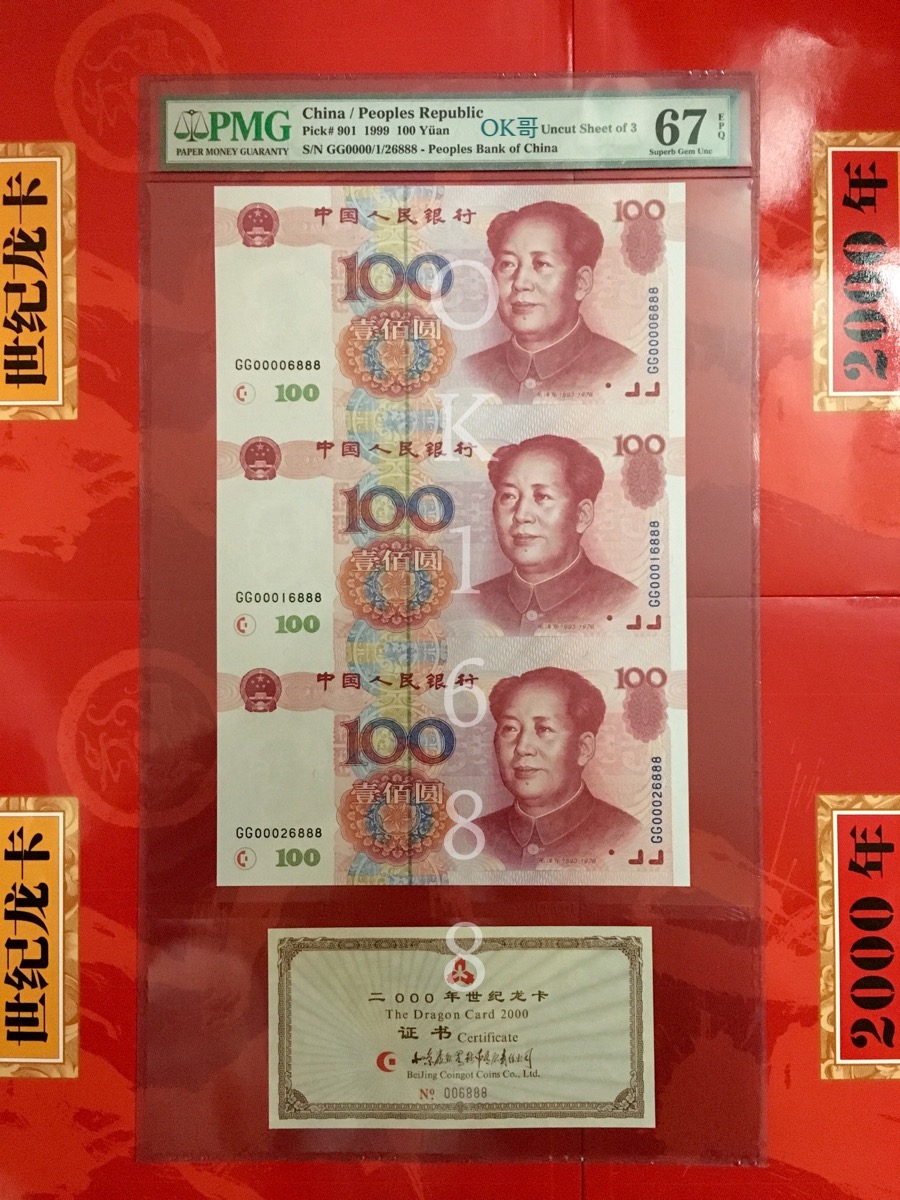 PMG
PAPER MONEY GUARANTY
China / Peoples Republic
Pick# 901 1999 100 Yüan
OK哥 Uncut Sheet of 3
S/N GG0000/1/26888 - Peoples Bank of China
67 EPQ
Superb Gem Unc
世纪龙卡
2000年
中国人民银行
100
100
壹佰圆
GG00006888
GG00006888
100
中国人民银行
100
100
壹佰圆
GG00016888
GG00016888
100
中国人民银行
100
100
壹佰圆
GG00026888
GG00026888
100
OK16888
世纪龙卡
2000年
二000年世纪龙卡
The Dragon Card 2000
证书 Certificate
BeiJing Coingot Coins Co., Ltd.
Nº 006888